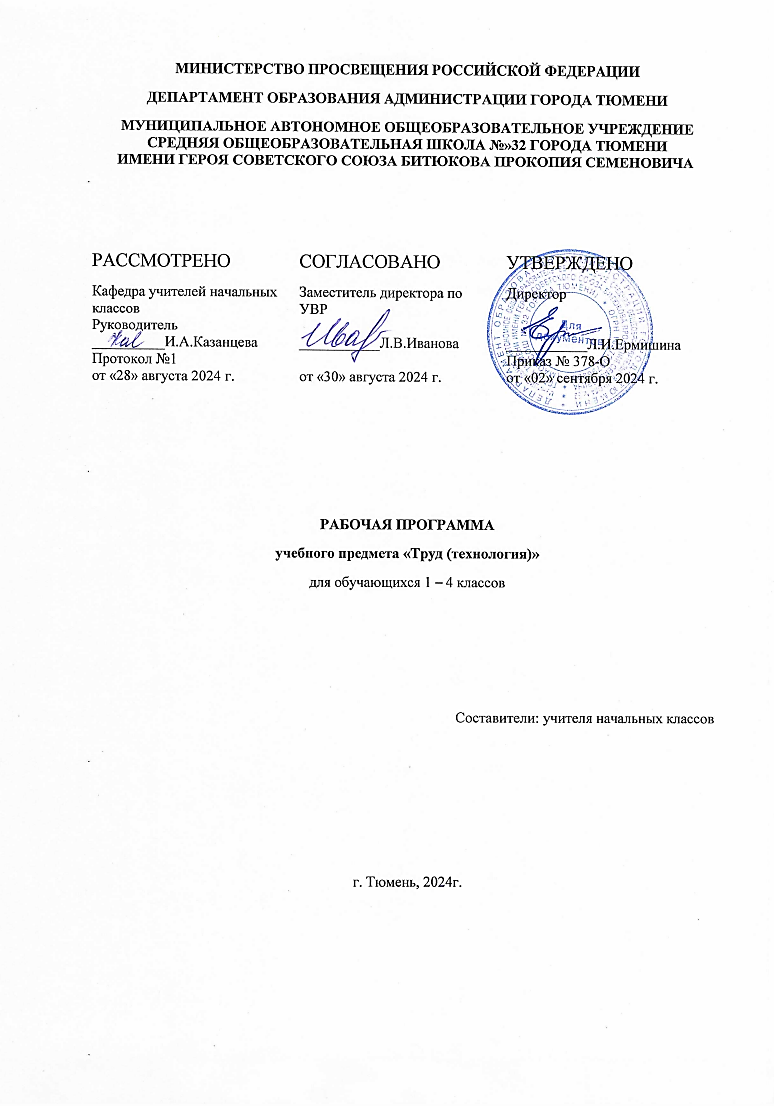 МИНИСТЕРСТВО ПРОСВЕЩЕНИЯ РОССИЙСКОЙ ФЕДЕРАЦИИ
ДЕПАРТАМЕНТ ОБРАЗОВАНИЯ АДМИНИСТРАЦИИ ГОРОДА ТЮМЕНИ
МУНИЦИПАЛЬНОЕ АВТОНОМНОЕ ОБЩЕОБРАЗОВАТЕЛЬНОЕ УЧРЕЖДЕНИЕ
СРЕДНЯЯ ОБЩЕОБРАЗОВАТЕЛЬНАЯ ШКОЛА №»32 ГОРОДА ТЮМЕНИ
ИМЕНИ ГЕРОЯ СОВЕТСКОГО СОЮЗА БИТЮКОВА ПРОКОПИЯ СЕМЕНОВИЧА
РАССМОТРЕНО
Кафедра учителей начальных
классов
Руководитель
И.А.Казанцева
Протокол №1
от «28» августа 2024 г.
СОГЛАСОВАНО
Заместитель директора по
УВР
Л.В.Иванова
от «30» августа 2024 г.
УТВЕРЖДЕНО
Директор
Л.И.Ермишина
Приказ № 378-О
от «02» сентября 2024 г.
Для
документов
РАБОЧАЯ ПРОГРАММА
учебного предмета «Труд (технология)»
для обучающихся 1 – 4 классов
Составители: учителя начальных классов
г. Тюмень, 2024г.